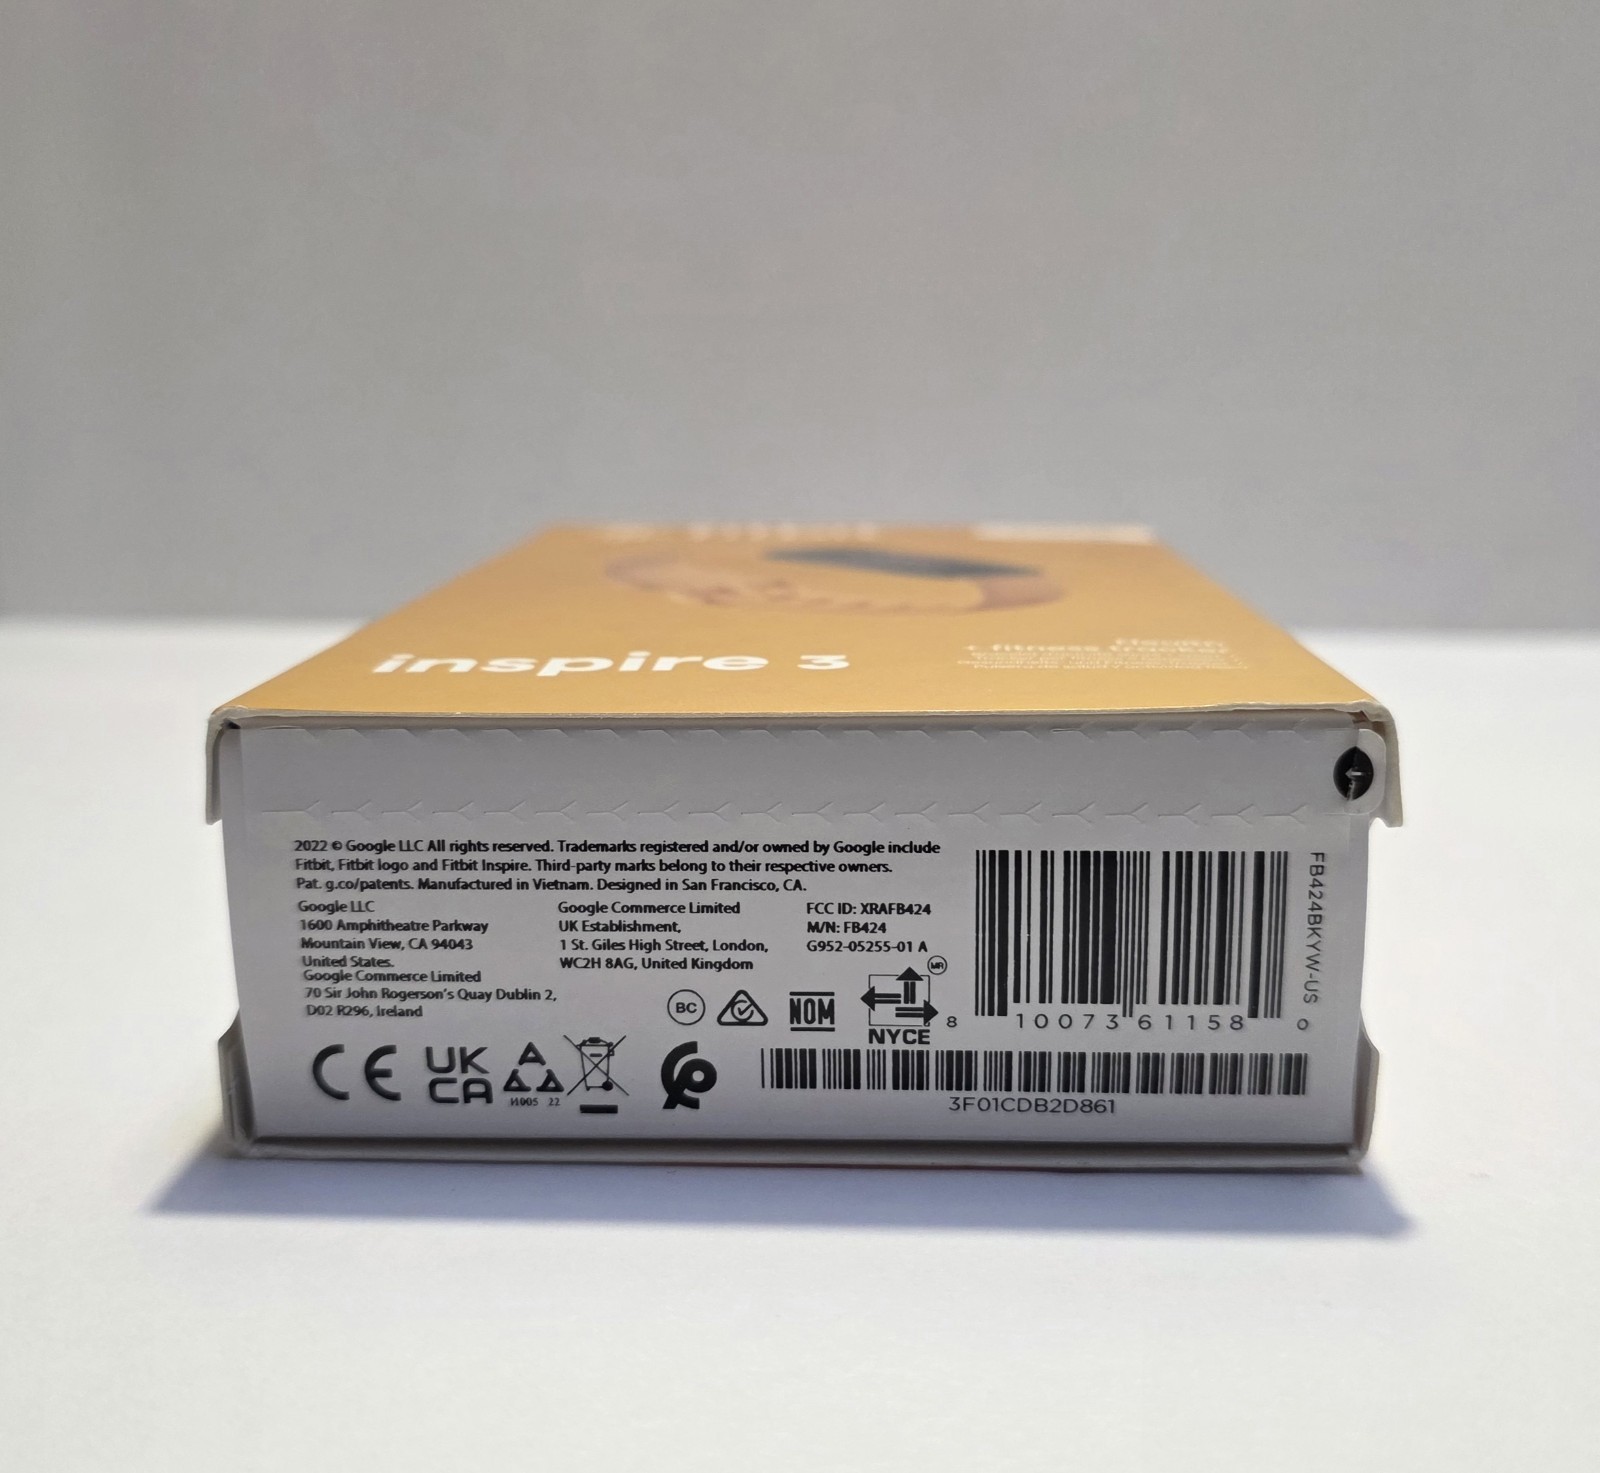 fitbit
inspire 3
Health
+ fitness tracker
2022 © Google LLC All rights reserved. Trademarks registered and/or owned by Google include
Fitbit, Fitbit logo and Fitbit Inspire. Third-party marks belong to their respective owners.
Pat. g.co/patents. Manufactured in Vietnam. Designed in San Francisco, CA.
Google LLC
1600 Amphitheatre Parkway
Mountain View, CA 94043
United States.
Google Commerce Limited
70 Sir John Rogerson's Quay Dublin 2,
D02 R296, Ireland
Google Commerce Limited
UK Establishment,
1 St. Giles High Street, London,
WC2H 8AG, United Kingdom
FCC ID: XRAFB424
M/N: FB424
G952-05255-01 A
BC
NOM
MR
NYCE
CE
UK
CA
22
8 10073 61158 0
FB424BKYW-US
3F01CDB2D861